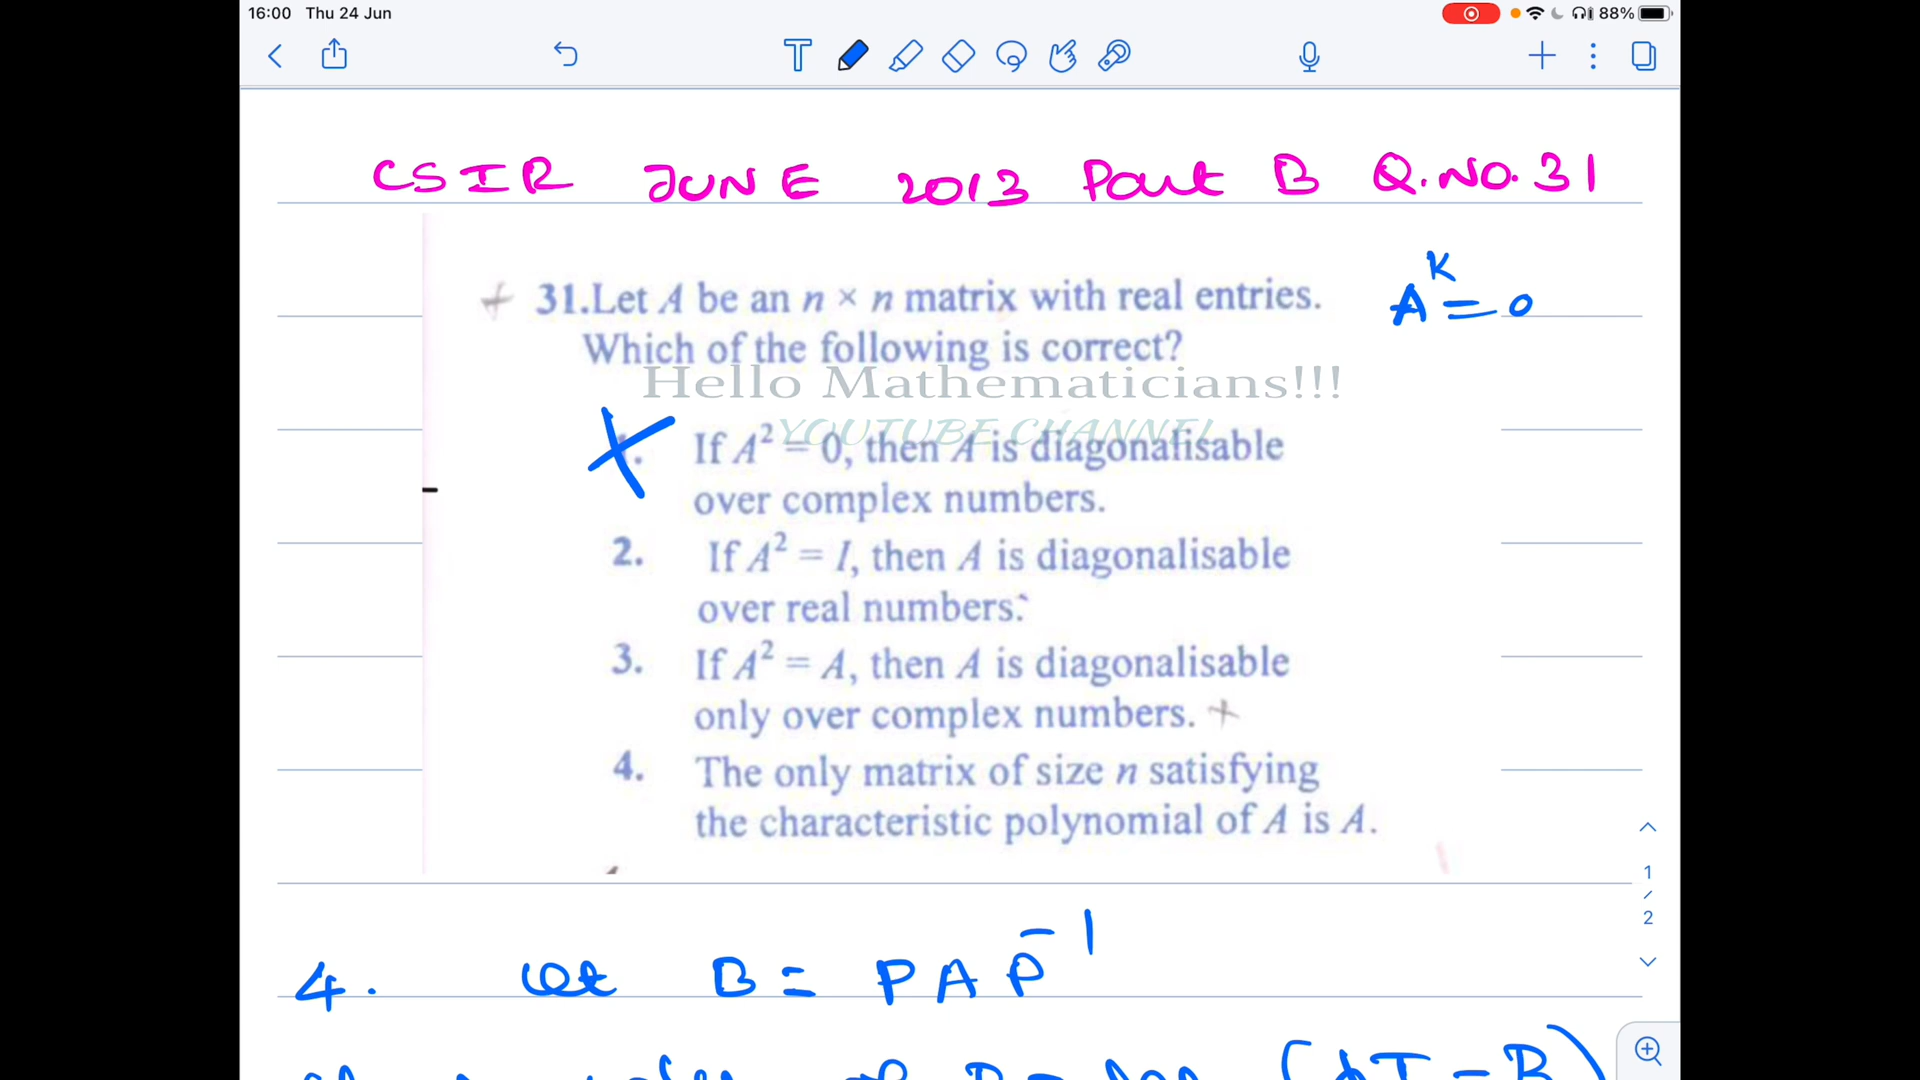 16:00 Thu 24 Jun
88%
CSIR JUNE 2013 Part B Q.NO.31
31.Let A be an n × n matrix with real entries.
Which of the following is correct?
A^K = 0
Hello Mathematicians!!!
YOUTUBE CHANNEL
1. If A² = 0, then A is diagonalisable
over complex numbers.
2. If A² = I, then A is diagonalisable
over real numbers.
3. If A² = A, then A is diagonalisable
only over complex numbers.
4. The only matrix of size n satisfying
the characteristic polynomial of A is A.
1
/
2
4. Let B = PAP⁻¹